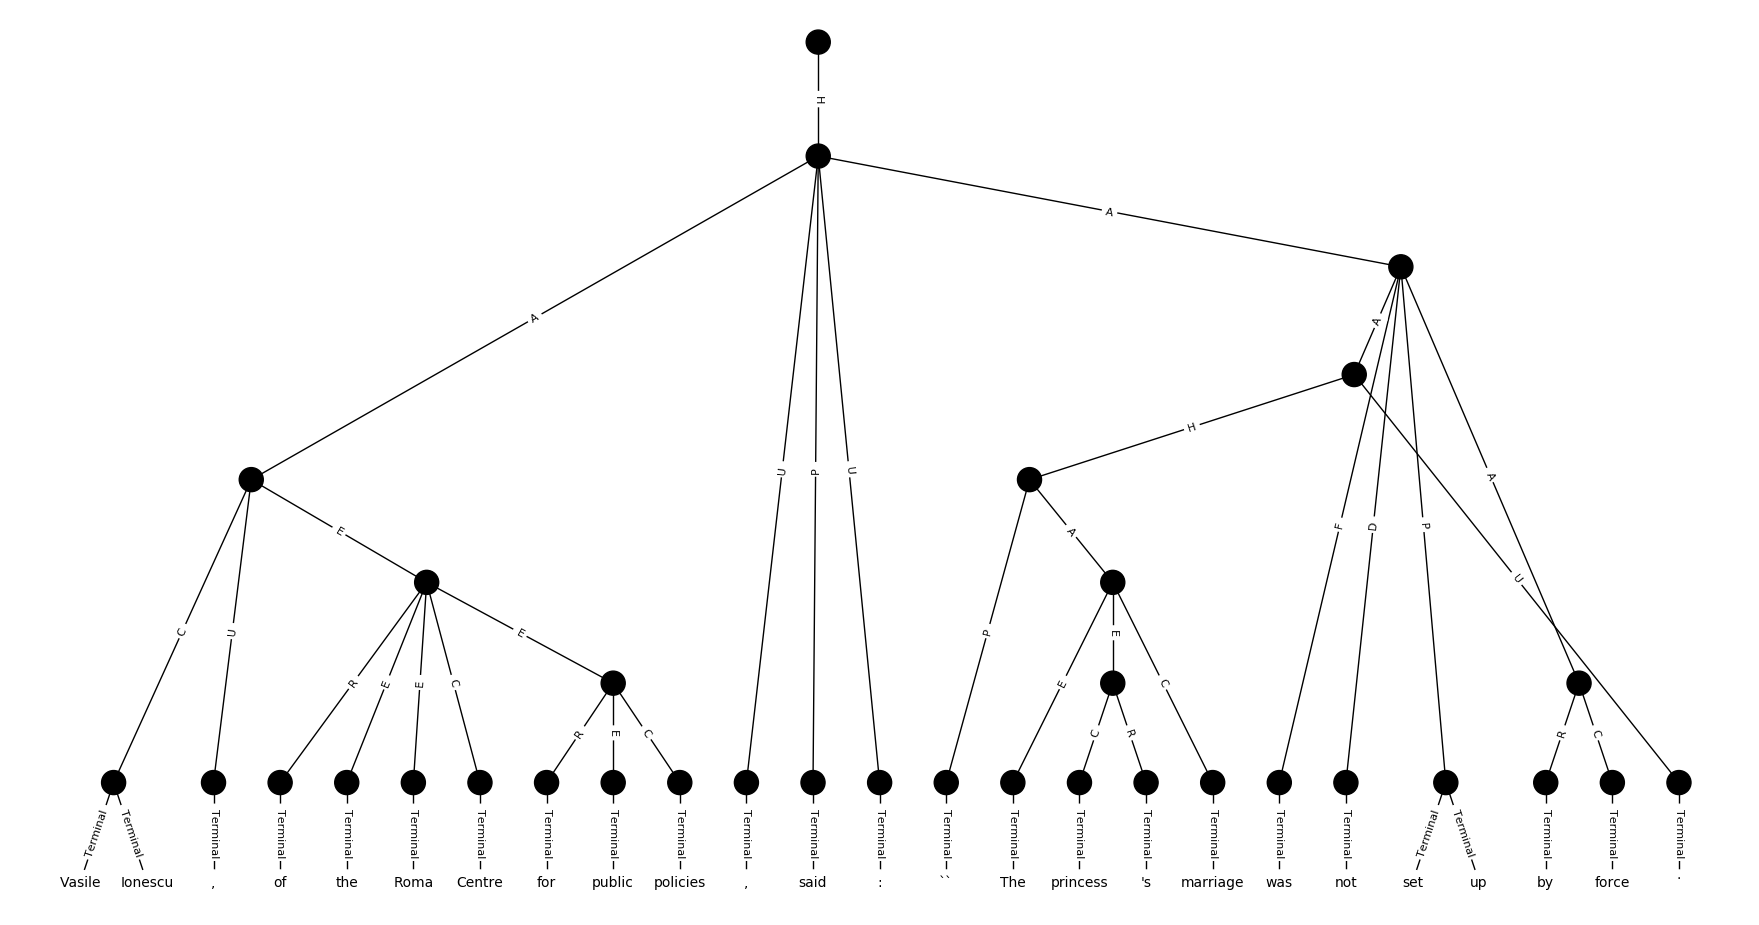 H
A
A
A
H
U
P
U
F
D
P
A
E
A
U
C
U
E
P
E
C
R
E
E
C
R
E
C
E
C
R
R
C
Terminal Terminal Terminal Terminal Terminal Terminal Terminal Terminal Terminal Terminal Terminal Terminal Terminal Terminal Terminal Terminal Terminal Terminal Terminal Terminal Terminal Terminal Terminal Terminal Terminal
Vasile Ionescu , of the Roma Centre for public policies , said : `` The princess 's marriage was not set up by force .